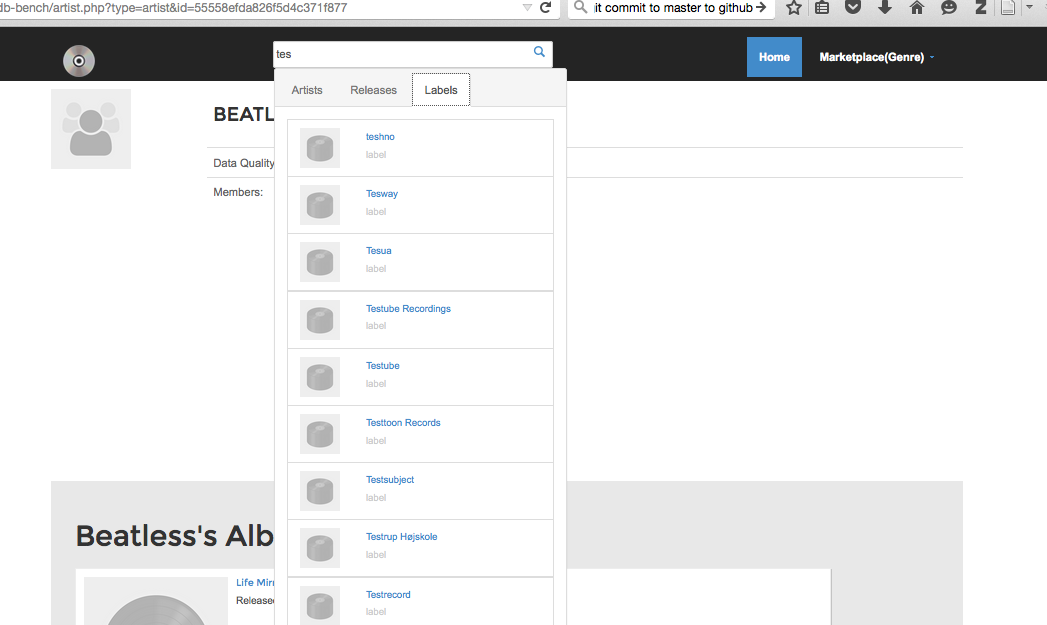 db-bench/artist.php?type=artist&id=55558efda826f5d4c371f877
it commit to master to github
tes
Home
Marketplace(Genre)
Artists
Releases
Labels
BEATL
Data Quality
Members:
teshno
label
Tesway
label
Tesua
label
Testube Recordings
label
Testube
label
Testtoon Records
label
Testsubject
label
Testrup Højskole
label
Testrecord
label
Beatless's Alb
Life Mirr
Released